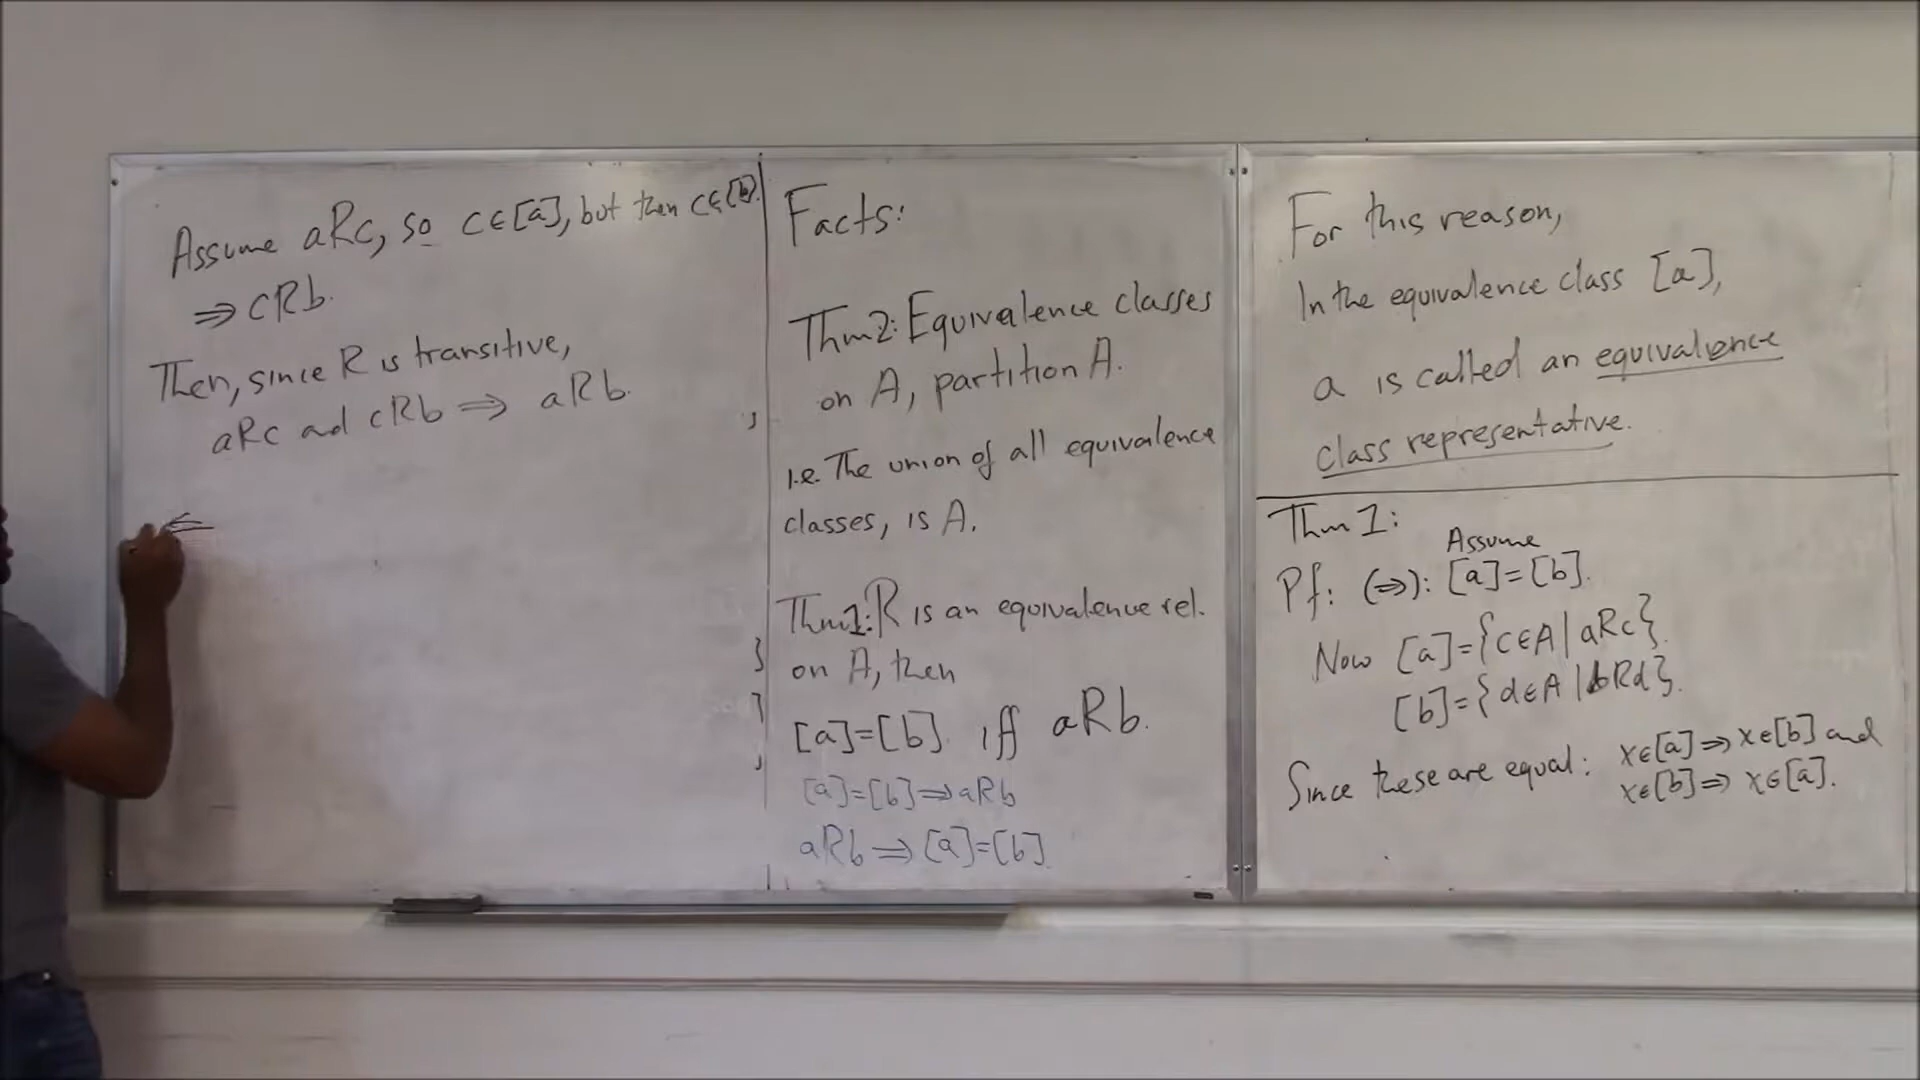 Assume aRc, so c∈[a], but then c∈[b].
⇒ cRb.
Then, since R is transitive,
aRc and cRb ⇒ aRb.
⇐
Facts:
Thm2: Equivalence classes
on A, partition A.
i.e. The union of all equivalence
classes, is A.
Thm1: R is an equivalence rel.
on A, then
[a]=[b] iff aRb.
[a]=[b]⇒aRb
aRb⇒[a]=[b]
For this reason,
In the equivalence class [a],
a is called an equivalence
class representative.
Thm 1:
Assume
Pf: (⇒): [a]=[b].
Now [a]={c∈A | aRc}.
[b]={d∈A | bRd}.
Since these are equal: x∈[a]⇒x∈[b] and
x∈[b]⇒ x∈[a].